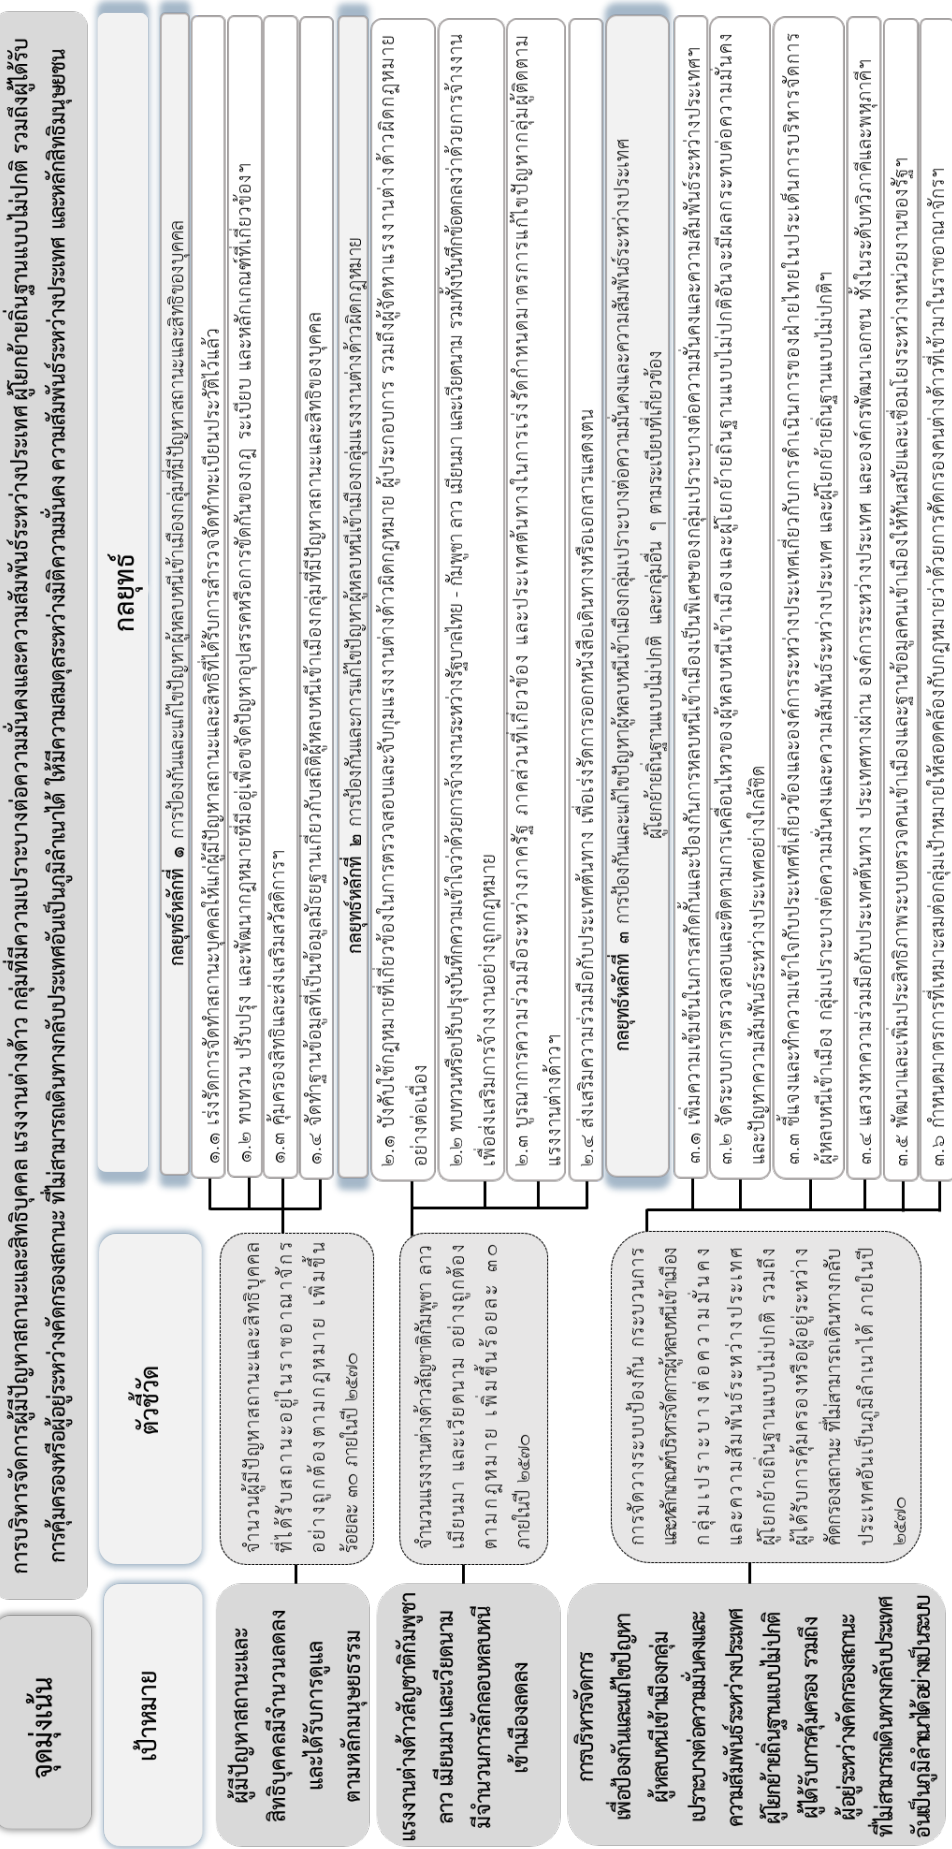 จุดมุ่งเน้น
การบริหารจัดการผู้มีปัญหาสถานะและสิทธิบุคคล แรงงานต่างด้าว กลุ่มที่มีความเปราะบางต่อความมั่นคงและความสัมพันธ์ระหว่างประเทศ ผู้โยกย้ายถิ่นฐานแบบไม่ปกติ รวมถึงผู้ได้รับ
การคุ้มครองหรือผู้อยู่ระหว่างคัดกรองสถานะ ที่ไม่สามารถเดินทางกลับประเทศอันเป็นภูมิลำเนาได้ ให้มีความสมดุลระหว่างมิติความมั่นคง ความสัมพันธ์ระหว่างประเทศ และหลักสิทธิมนุษยชน
เป้าหมาย
ตัวชี้วัด
กลยุทธ์
ผู้มีปัญหาสถานะและ
สิทธิบุคคลมีจำนวนลดลง
และได้รับการดูแล
ตามหลักมนุษยธรรม
จำนวนผู้มีปัญหาสถานะและสิทธิบุคคล
ที่ได้รับสถานะอยู่ในราชอาณาจักร
อย่างถูกต้องตามกฎหมาย เพิ่มขึ้น
ร้อยละ ๓๐ ภายในปี ๒๕๗๐
กลยุทธ์หลักที่ ๑ การป้องกันและแก้ไขปัญหาผู้หลบหนีเข้าเมืองกลุ่มที่มีปัญหาสถานะและสิทธิของบุคคล
๑.๑ เร่งรัดการจัดทำสถานะบุคคลให้แก่ผู้มีปัญหาสถานะและสิทธิที่ได้รับการสำรวจจัดทำทะเบียนประวัติไว้แล้ว
๑.๒ ทบทวน ปรับปรุง และพัฒนากฎหมายที่มีอยู่เพื่อขจัดปัญหาอุปสรรคหรือการขัดกันของกฎ ระเบียบ และหลักเกณฑ์ที่เกี่ยวข้องฯ
๑.๓ คุ้มครองสิทธิและส่งเสริมสวัสดิการฯ
๑.๔ จัดทำฐานข้อมูลที่เป็นข้อมูลมัธยฐานเกี่ยวกับสถิติผู้หลบหนีเข้าเมืองกลุ่มที่มีปัญหาสถานะและสิทธิของบุคคล
แรงงานต่างด้าวสัญชาติกัมพูชา
ลาว เมียนมา และเวียดนาม
มีจำนวนการลักลอบหลบหนี
เข้าเมืองลดลง
จำนวนแรงงานต่างด้าวสัญชาติกัมพูชา ลาว
เมียนมา และเวียดนาม อย่างถูกต้อง
ตามกฎหมาย เพิ่มขึ้นร้อยละ ๓๐
ภายในปี ๒๕๗๐
กลยุทธ์หลักที่ ๒ การป้องกันและการแก้ไขปัญหาผู้หลบหนีเข้าเมืองกลุ่มแรงงานต่างด้าวผิดกฎหมาย
๒.๑ บังคับใช้กฎหมายที่เกี่ยวข้องในการตรวจสอบและจับกุมแรงงานต่างด้าวผิดกฎหมาย ผู้ประกอบการ รวมถึงผู้จัดหาแรงงานต่างด้าวผิดกฎหมาย
อย่างต่อเนื่อง
๒.๒ ทบทวนหรือปรับปรุงบันทึกความเข้าใจว่าด้วยการจ้างงานระหว่างรัฐบาลไทย - กัมพูชา ลาว เมียนมา และเวียดนาม รวมทั้งบันทึกข้อตกลงว่าด้วยการจ้างงาน
เพื่อส่งเสริมการจ้างงานอย่างถูกกฎหมาย
๒.๓ บูรณาการความร่วมมือระหว่างภาครัฐ ภาคส่วนที่เกี่ยวข้อง และประเทศต้นทางในการเร่งรัดกำหนดมาตรการแก้ไขปัญหากลุ่มผู้ติดตาม
แรงงานต่างด้าวฯ
๒.๔ ส่งเสริมความร่วมมือกับประเทศต้นทาง เพื่อเร่งรัดการออกหนังสือเดินทางหรือเอกสารแสดงตน
การบริหารจัดการ
เพื่อป้องกันและแก้ไขปัญหา
ผู้หลบหนีเข้าเมืองกลุ่ม
เปราะบางต่อความมั่นคงและ
ความสัมพันธ์ระหว่างประเทศ
ผู้โยกย้ายถิ่นฐานแบบไม่ปกติ
ผู้ได้รับการคุ้มครอง รวมถึง
ผู้อยู่ระหว่างคัดกรองสถานะ
ที่ไม่สามารถเดินทางกลับประเทศ
อันเป็นภูมิลำเนาได้อย่างเป็นระบบ
การจัดวางระบบป้องกัน กระบวนการ
และหลักเกณฑ์บริหารจัดการผู้หลบหนีเข้าเมือง
กลุ่มเปราะบางต่อความมั่นคง
และความสัมพันธ์ระหว่างประเทศ
ผู้โยกย้ายถิ่นฐานแบบไม่ปกติ รวมถึง
ผู้ได้รับการคุ้มครองหรือผู้อยู่ระหว่าง
คัดกรองสถานะ ที่ไม่สามารถเดินทางกลับ
ประเทศอันเป็นภูมิลำเนาได้ ภายในปี
๒๕๗๐
กลยุทธ์หลักที่ ๓ การป้องกันและแก้ไขปัญหาผู้หลบหนีเข้าเมืองกลุ่มเปราะบางต่อความมั่นคงและความสัมพันธ์ระหว่างประเทศ
ผู้โยกย้ายถิ่นฐานแบบไม่ปกติ และกลุ่มอื่น ๆ ตามระเบียบที่เกี่ยวข้อง
๓.๑ เพิ่มความเข้มข้นในการสกัดกั้นและป้องกันการหลบหนีเข้าเมืองเป็นพิเศษของกลุ่มเปราะบางต่อความมั่นคงและความสัมพันธ์ระหว่างประเทศฯ
๓.๒ จัดระบบการตรวจสอบและติดตามการเคลื่อนไหวของผู้หลบหนีเข้าเมืองและผู้โยกย้ายถิ่นฐานแบบไม่ปกติอันจะมีผลกระทบต่อความมั่นคง
และปัญหาความสัมพันธ์ระหว่างประเทศอย่างใกล้ชิด
๓.๓ ชี้แจงและทำความเข้าใจกับประเทศที่เกี่ยวข้องและองค์การระหว่างประเทศเกี่ยวกับการดำเนินการของฝ่ายไทยในประเด็นการบริหารจัดการ
ผู้หลบหนีเข้าเมือง กลุ่มเปราะบางต่อความมั่นคงและความสัมพันธ์ระหว่างประเทศ และผู้โยกย้ายถิ่นฐานแบบไม่ปกติฯ
๓.๔ แสวงหาความร่วมมือกับประเทศต้นทาง ประเทศทางผ่าน องค์การระหว่างประเทศ และองค์กรพัฒนาเอกชน ทั้งในระดับทวิภาคีและพหุภาคีฯ
๓.๕ พัฒนาและเพิ่มประสิทธิภาพระบบตรวจคนเข้าเมืองและฐานข้อมูลคนเข้าเมืองให้ทันสมัยและเชื่อมโยงระหว่างหน่วยงานของรัฐฯ
๓.๖ กำหนดมาตรการที่เหมาะสมต่อกลุ่มเป้าหมายให้สอดคล้องกับกฎหมายว่าด้วยการคัดกรองคนต่างด้าวที่เข้ามาในราชอาณาจักรฯ